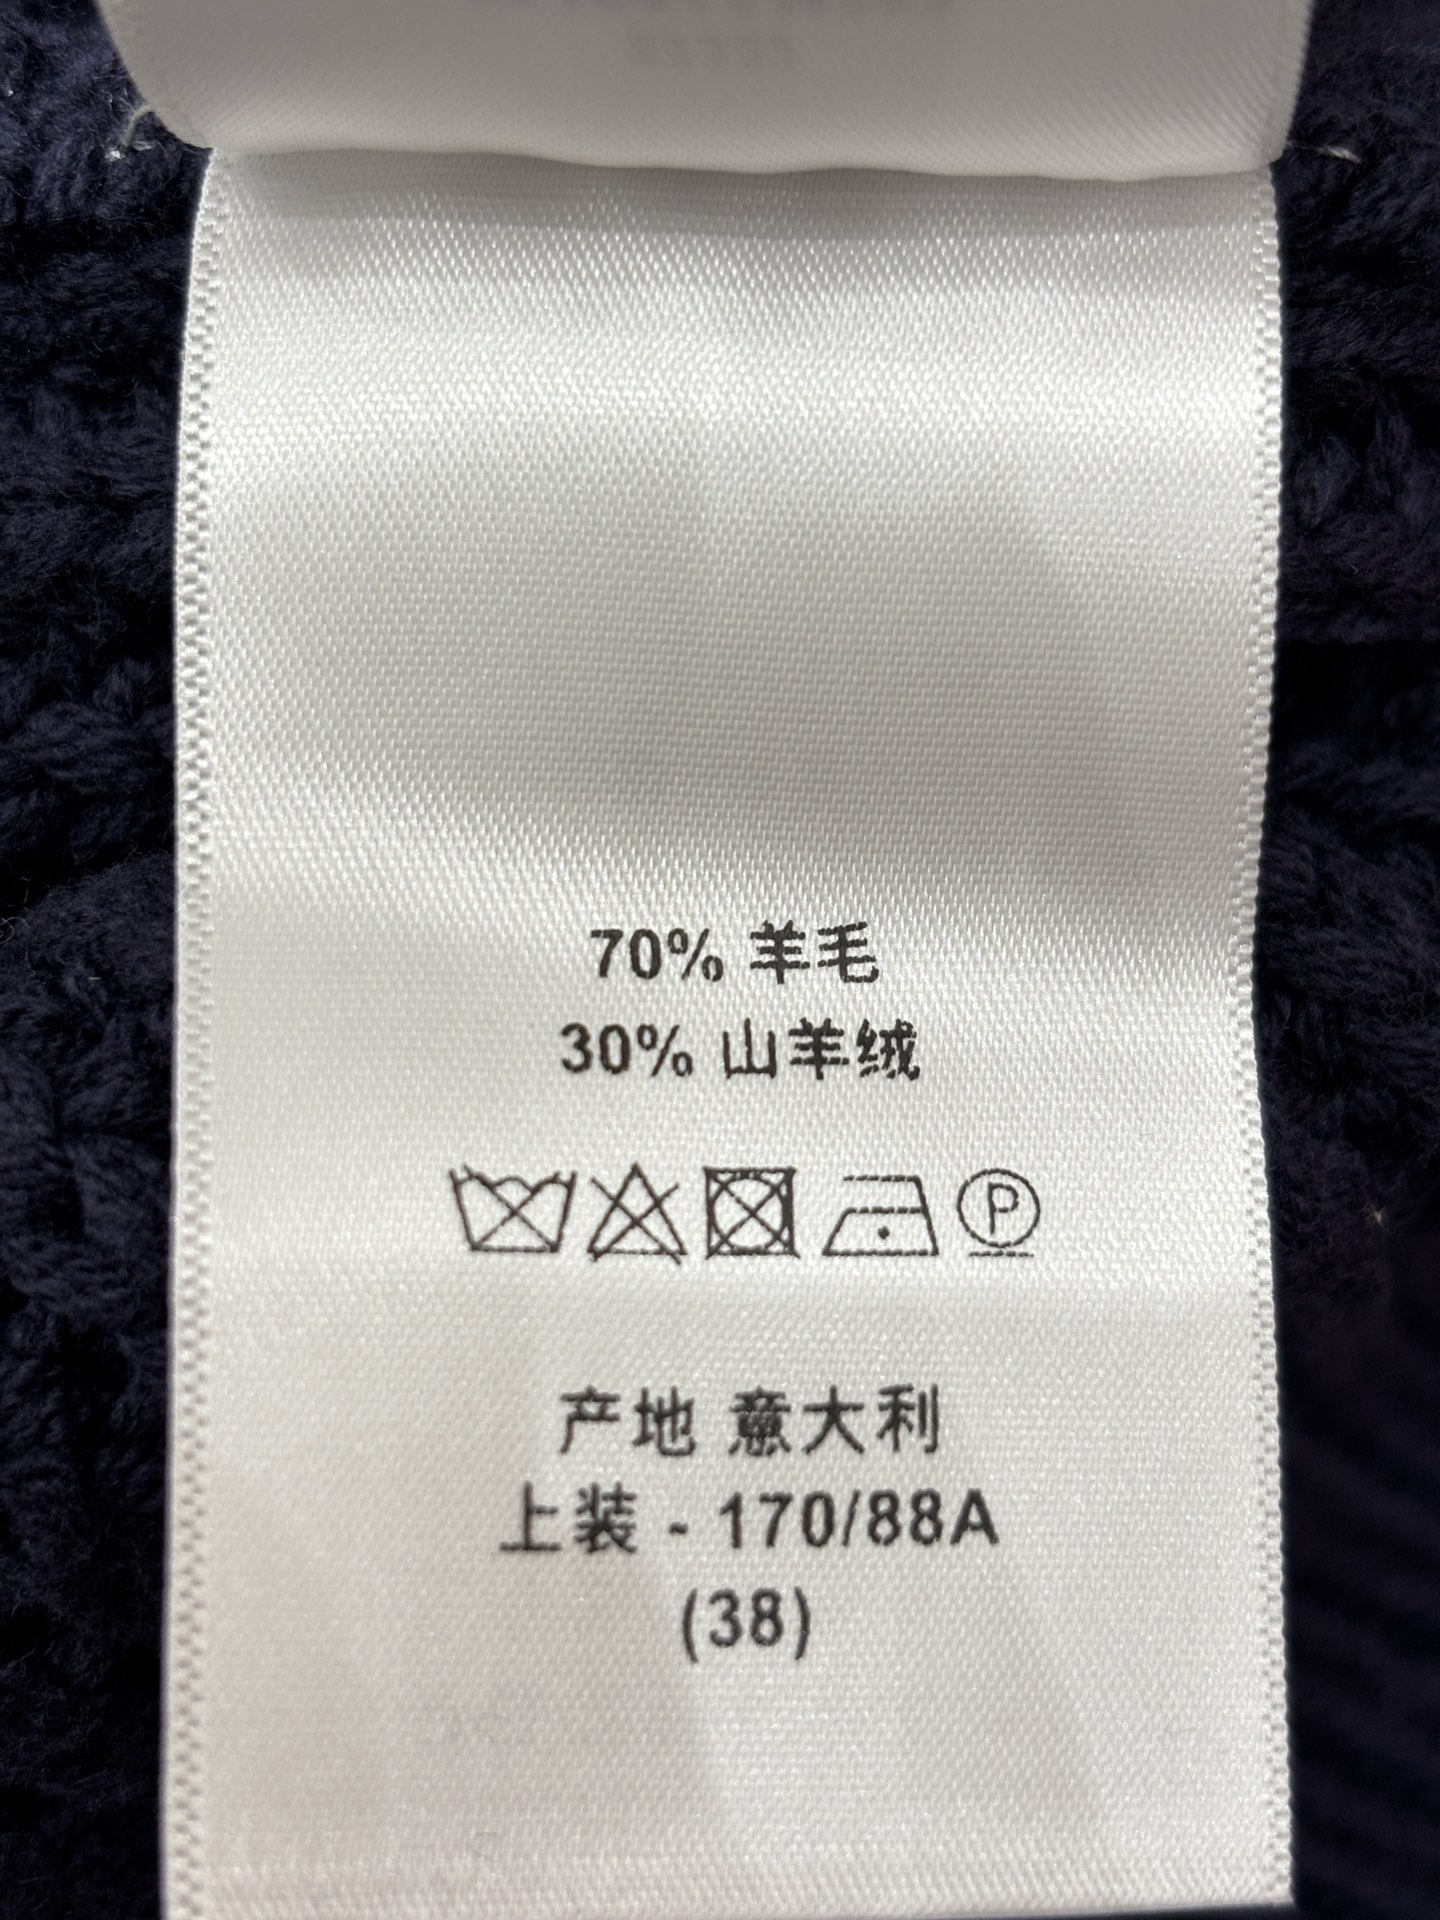 70% 羊毛
30% 山羊绒
P
产地 意大利
上装 - 170/88A
(38)